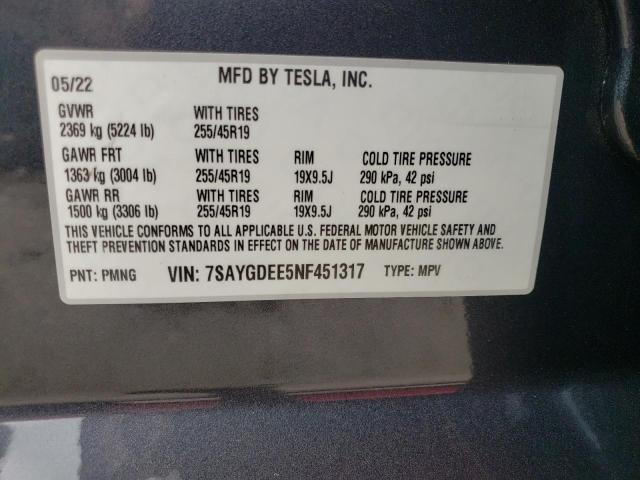 05/22 MFD BY TESLA, INC.
GVWR WITH TIRES
2369 kg (5224 lb) 255/45R19
GAWR FRT WITH TIRES RIM COLD TIRE PRESSURE
1363 kg (3004 lb) 255/45R19 19X9.5J 290 kPa, 42 psi
GAWR RR WITH TIRES RIM COLD TIRE PRESSURE
1500 kg (3306 lb) 255/45R19 19X9.5J 290 kPa, 42 psi
THIS VEHICLE CONFORMS TO ALL APPLICABLE U.S. FEDERAL MOTOR VEHICLE SAFETY AND
THEFT PREVENTION STANDARDS IN EFFECT ON THE DATE OF MANUFACTURE SHOWN ABOVE.
PNT: PMNG VIN: 7SAYGDEE5NF451317 TYPE: MPV